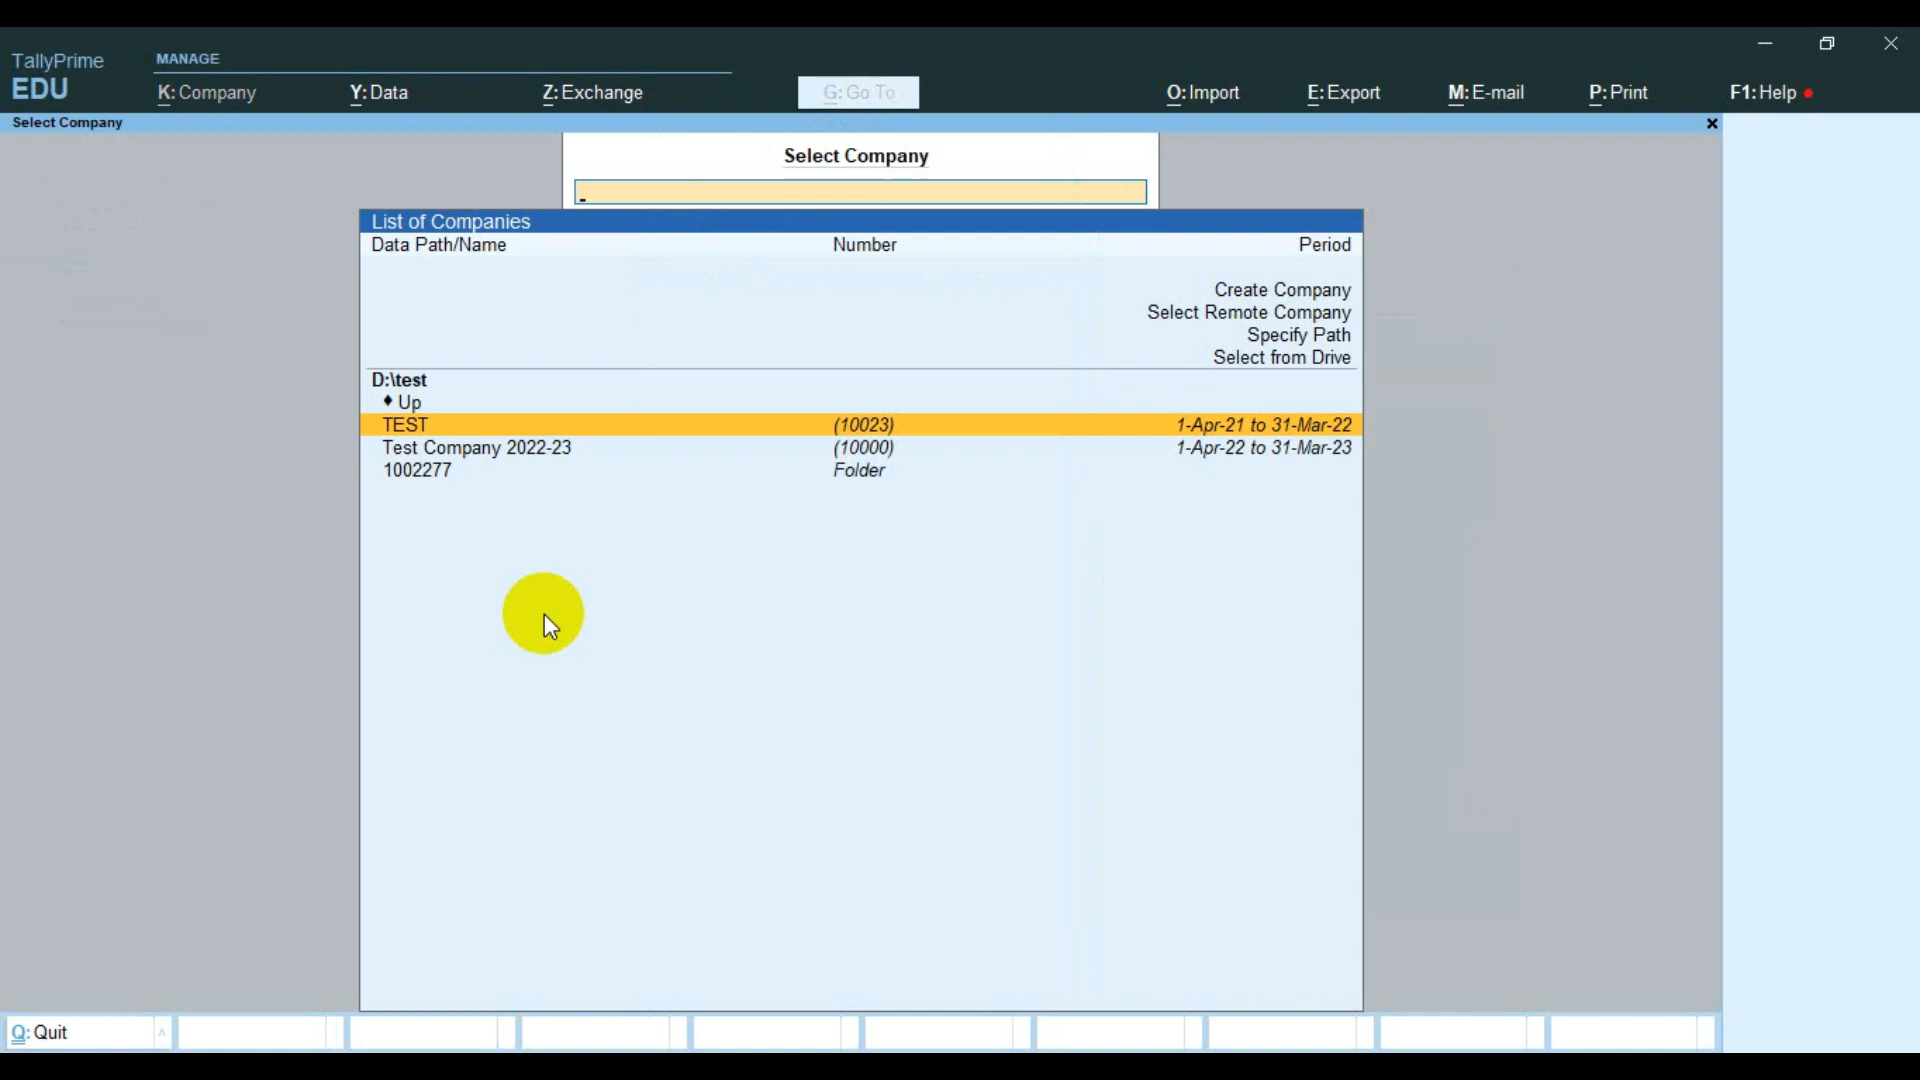 TallyPrime
EDU
MANAGE
K: Company Y: Data Z: Exchange G: Go To O: Import E: Export M: E-mail P: Print F1: Help
Select Company
Select Company
List of Companies
Data Path/Name Number Period
Create Company
Select Remote Company
Specify Path
Select from Drive
D:\test
♦ Up
TEST (10023) 1-Apr-21 to 31-Mar-22
Test Company 2022-23 (10000) 1-Apr-22 to 31-Mar-23
1002277 Folder
Q: Quit